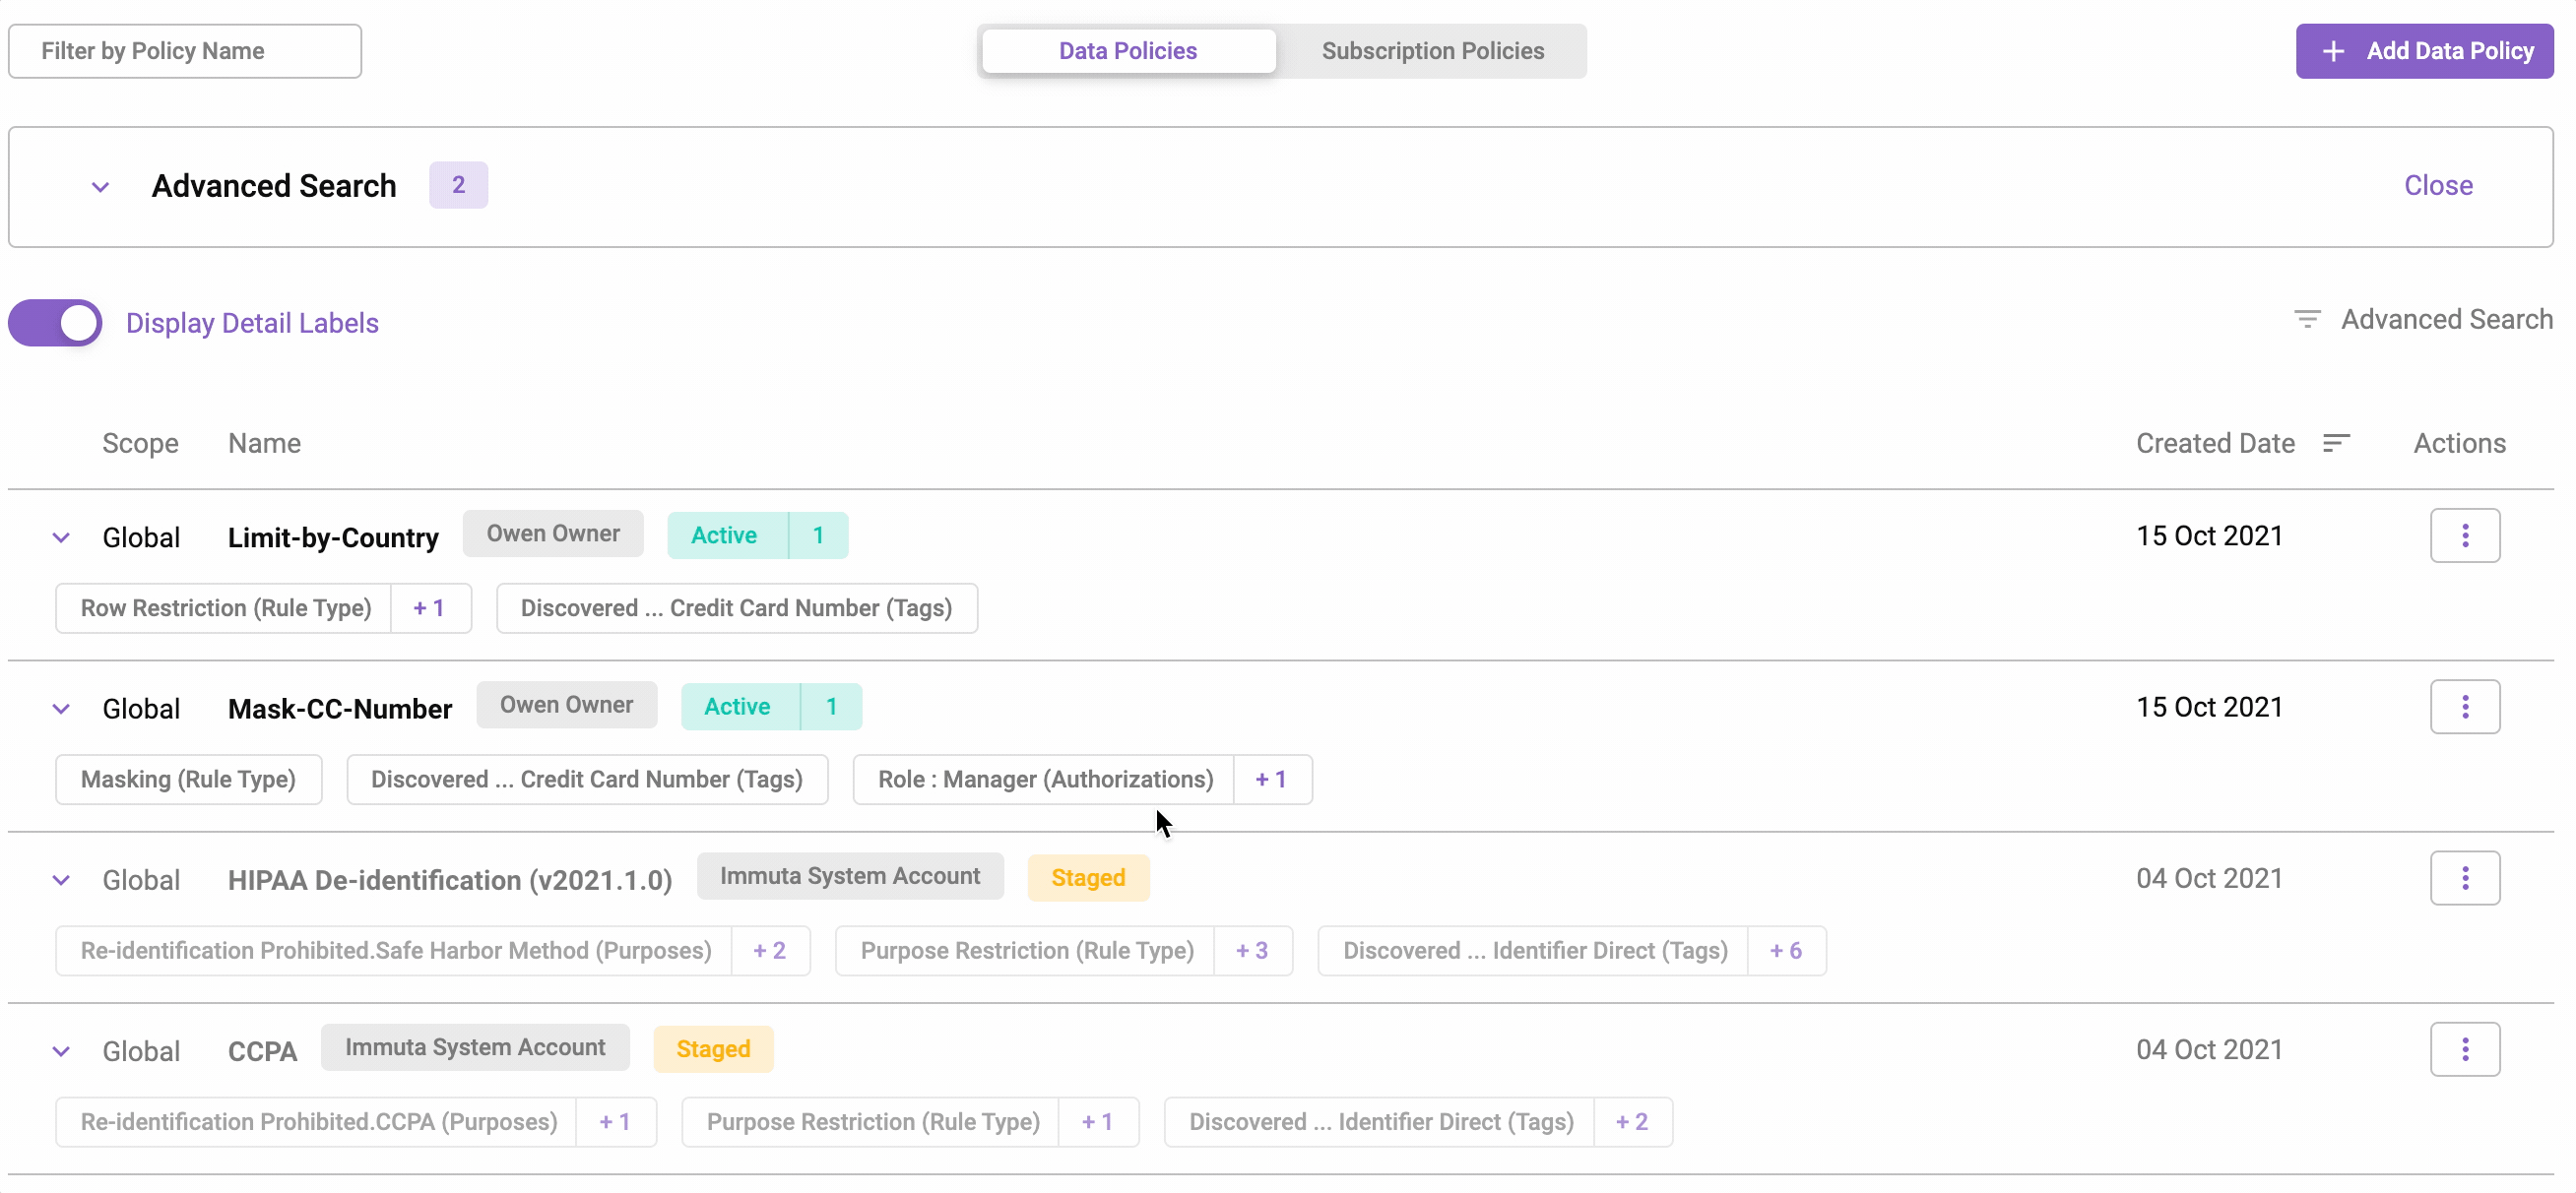 Filter by Policy Name
Data Policies
Subscription Policies
+ Add Data Policy
Advanced Search 2
Close
Display Detail Labels
Advanced Search
Scope Name Created Date Actions
Global Limit-by-Country Owen Owner Active 1 15 Oct 2021
Row Restriction (Rule Type) + 1 Discovered ... Credit Card Number (Tags)
Global Mask-CC-Number Owen Owner Active 1 15 Oct 2021
Masking (Rule Type) Discovered ... Credit Card Number (Tags) Role : Manager (Authorizations) + 1
Global HIPAA De-identification (v2021.1.0) Immuta System Account Staged 04 Oct 2021
Re-identification Prohibited.Safe Harbor Method (Purposes) + 2 Purpose Restriction (Rule Type) + 3 Discovered ... Identifier Direct (Tags) + 6
Global CCPA Immuta System Account Staged 04 Oct 2021
Re-identification Prohibited.CCPA (Purposes) + 1 Purpose Restriction (Rule Type) + 1 Discovered ... Identifier Direct (Tags) + 2